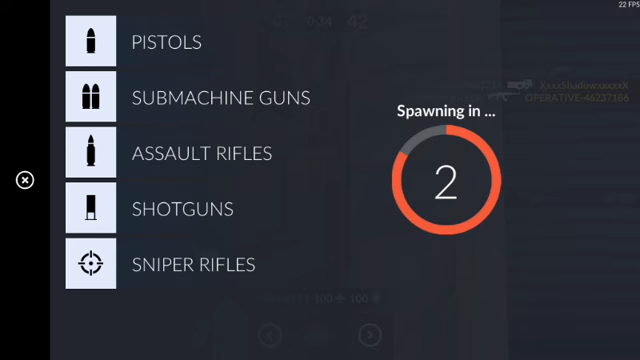 22 FPS
0:34 42
PISTOLS
SUBMACHINE GUNS
XxxxShadowxxxxxX
OPERATIVE-46237186
Spawning in ...
ASSAULT RIFLES
2
SHOTGUNS
SNIPER RIFLES
100 100